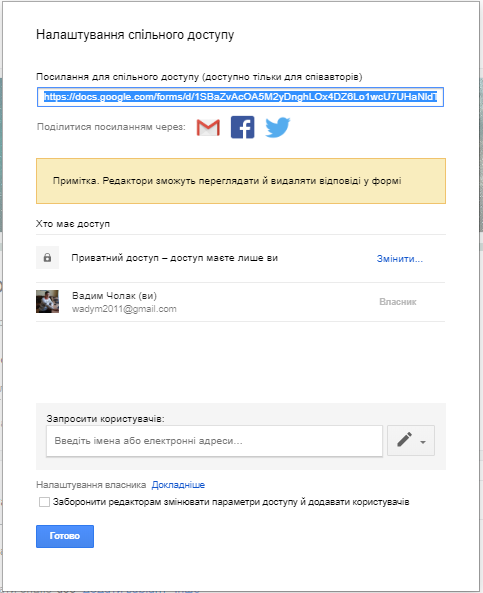 Налаштування спільного доступу
Посилання для спільного доступу (доступно тільки для співавторів)
https://docs.google.com/forms/d/1SBaZvAcOA5M2yDnghLOx4DZ6Lo1wcU7UHaNldT
Поділитися посиланням через:
Примітка. Редактори зможуть переглядати й видаляти відповіді у формі
Хто має доступ
Приватний доступ – доступ маєте лише ви
Змінити...
Вадим Чолак (ви)
Власник
wadym2011@gmail.com
Запросити користувачів:
Введіть імена або електронні адреси...
Налаштування власника Докладніше
Заборонити редакторам змінювати параметри доступу й додавати користувачів
Готово